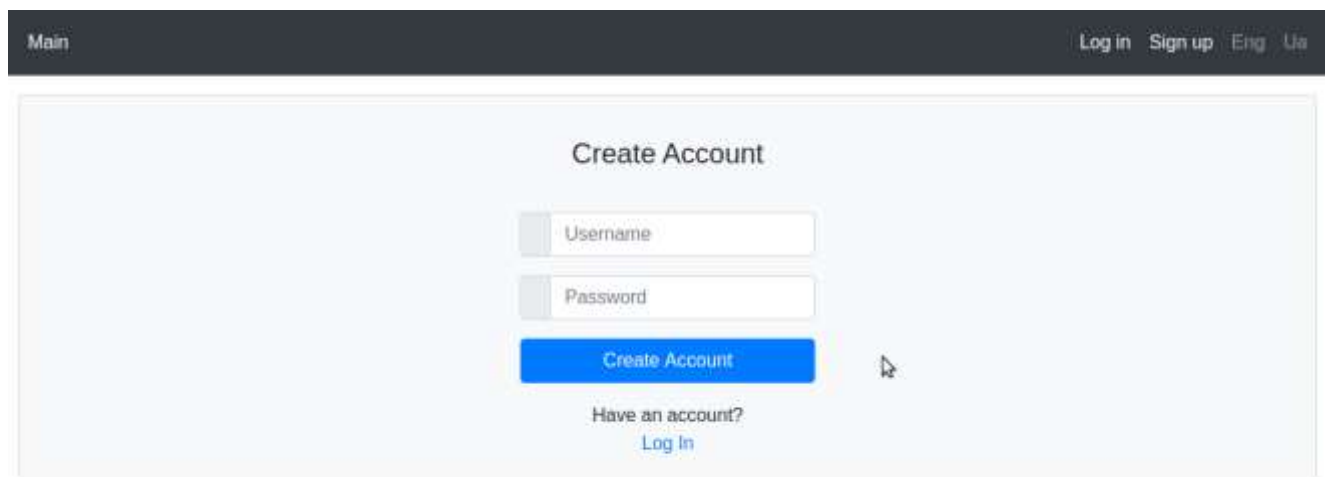 Main Log in Sign up Eng Ua
Create Account
Username
Password
Create Account
Have an account?
Log In